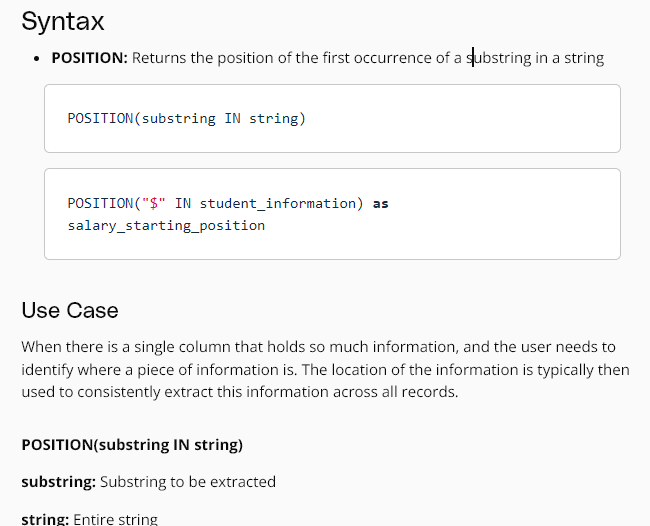 Syntax
• POSITION: Returns the position of the first occurrence of a substring in a string
POSITION(substring IN string)
POSITION("$" IN student_information) as
salary_starting_position
Use Case
When there is a single column that holds so much information, and the user needs to
identify where a piece of information is. The location of the information is typically then
used to consistently extract this information across all records.
POSITION(substring IN string)
substring: Substring to be extracted
string: Entire string